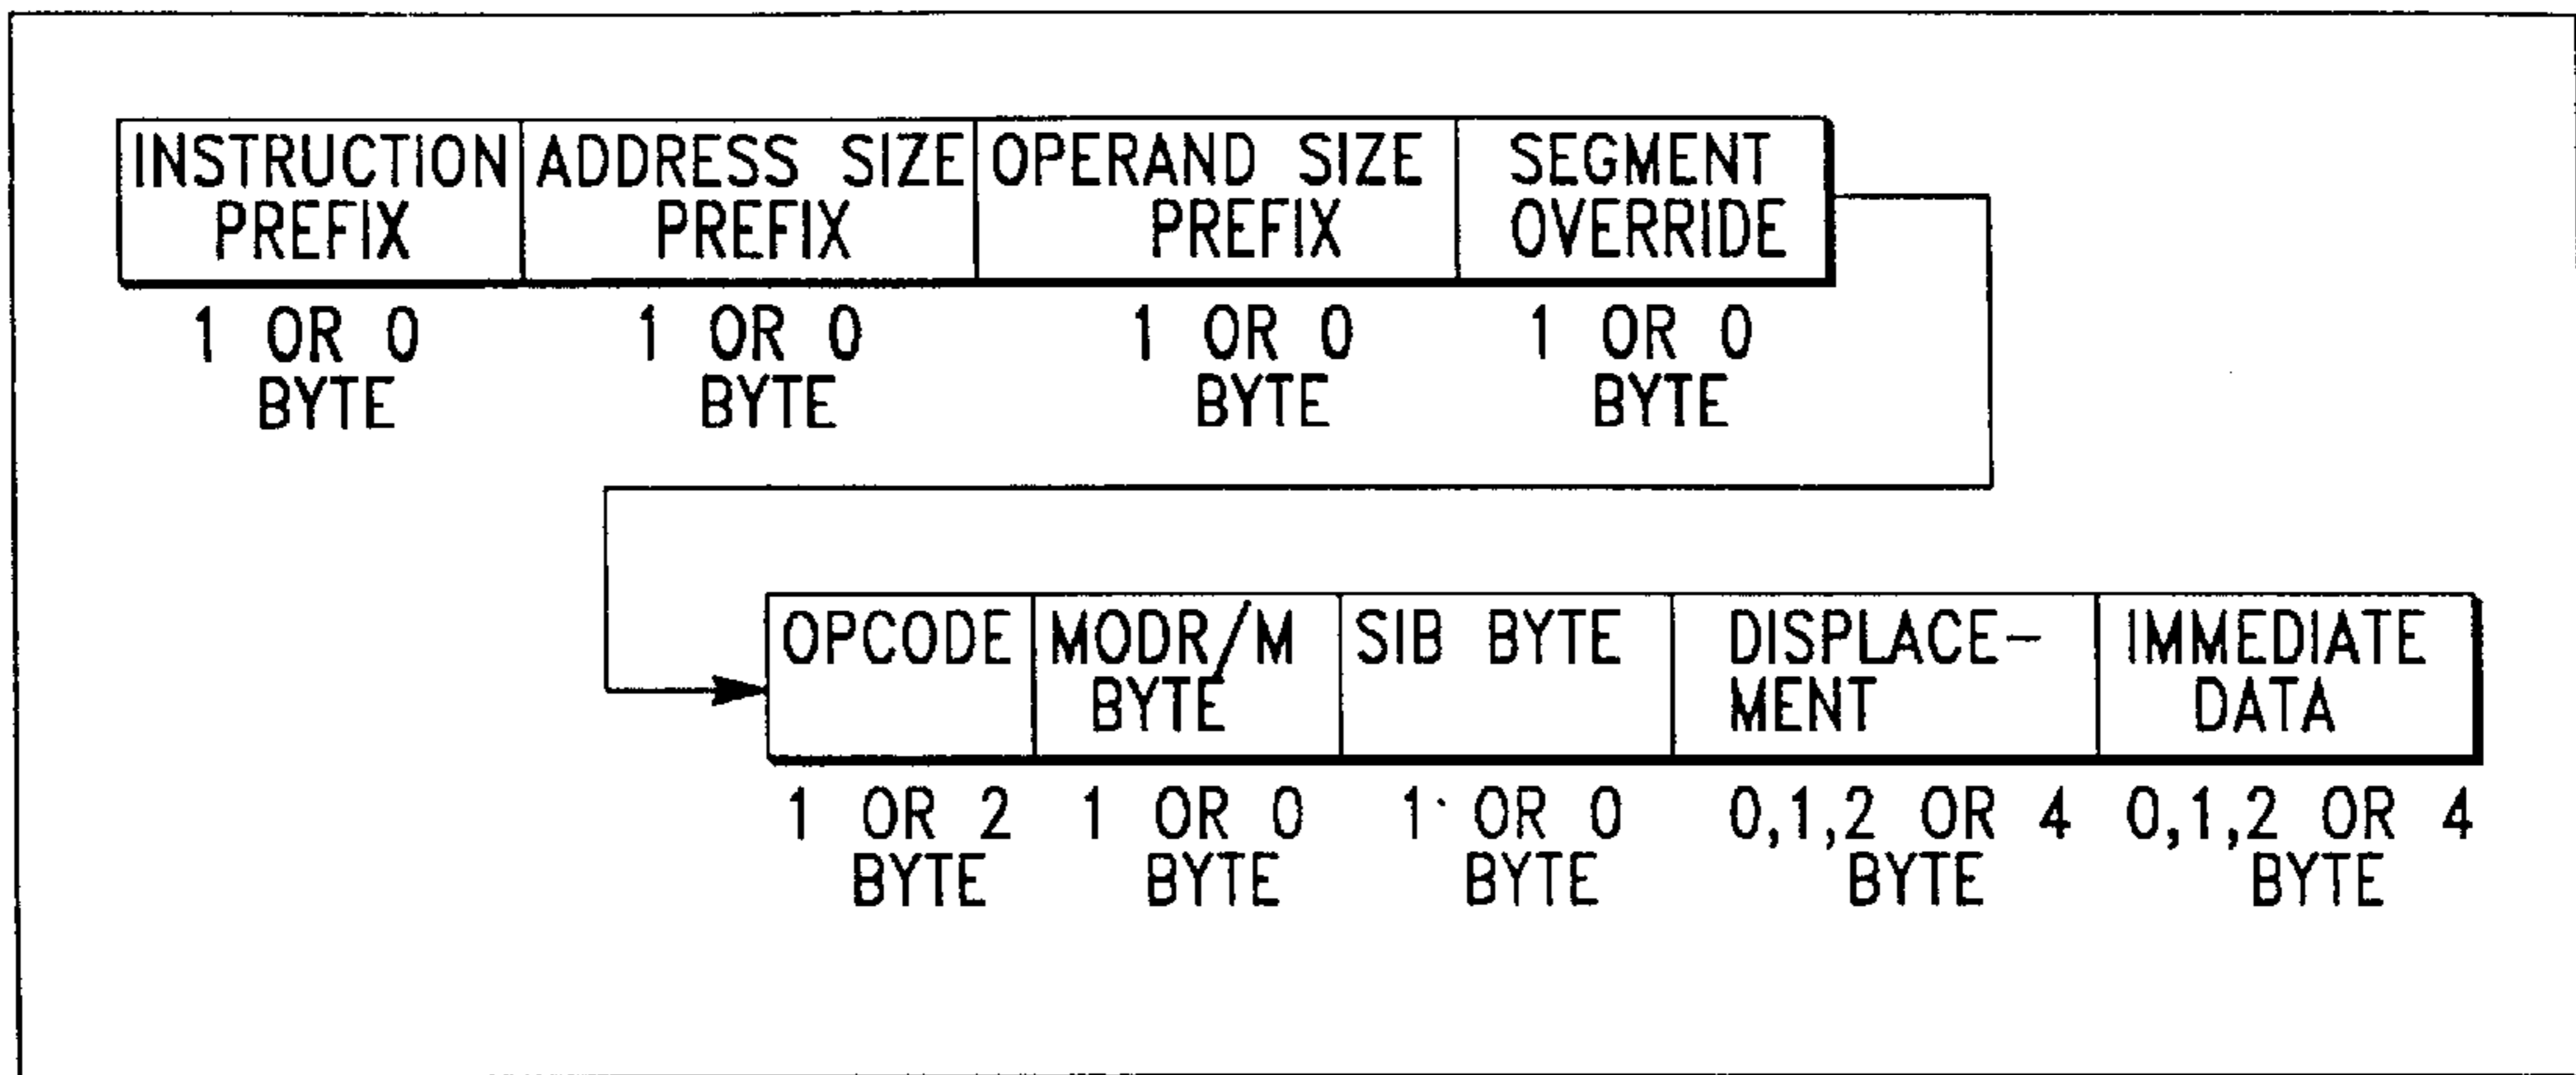 INSTRUCTION PREFIX
ADDRESS SIZE PREFIX
OPERAND SIZE PREFIX
SEGMENT OVERRIDE
1 OR 0 BYTE
1 OR 0 BYTE
1 OR 0 BYTE
1 OR 0 BYTE
OPCODE
MODR/M BYTE
SIB BYTE
DISPLACE-
MENT
IMMEDIATE DATA
1 OR 2 BYTE
1 OR 0 BYTE
1 OR 0 BYTE
0,1,2 OR 4 BYTE
0,1,2 OR 4 BYTE